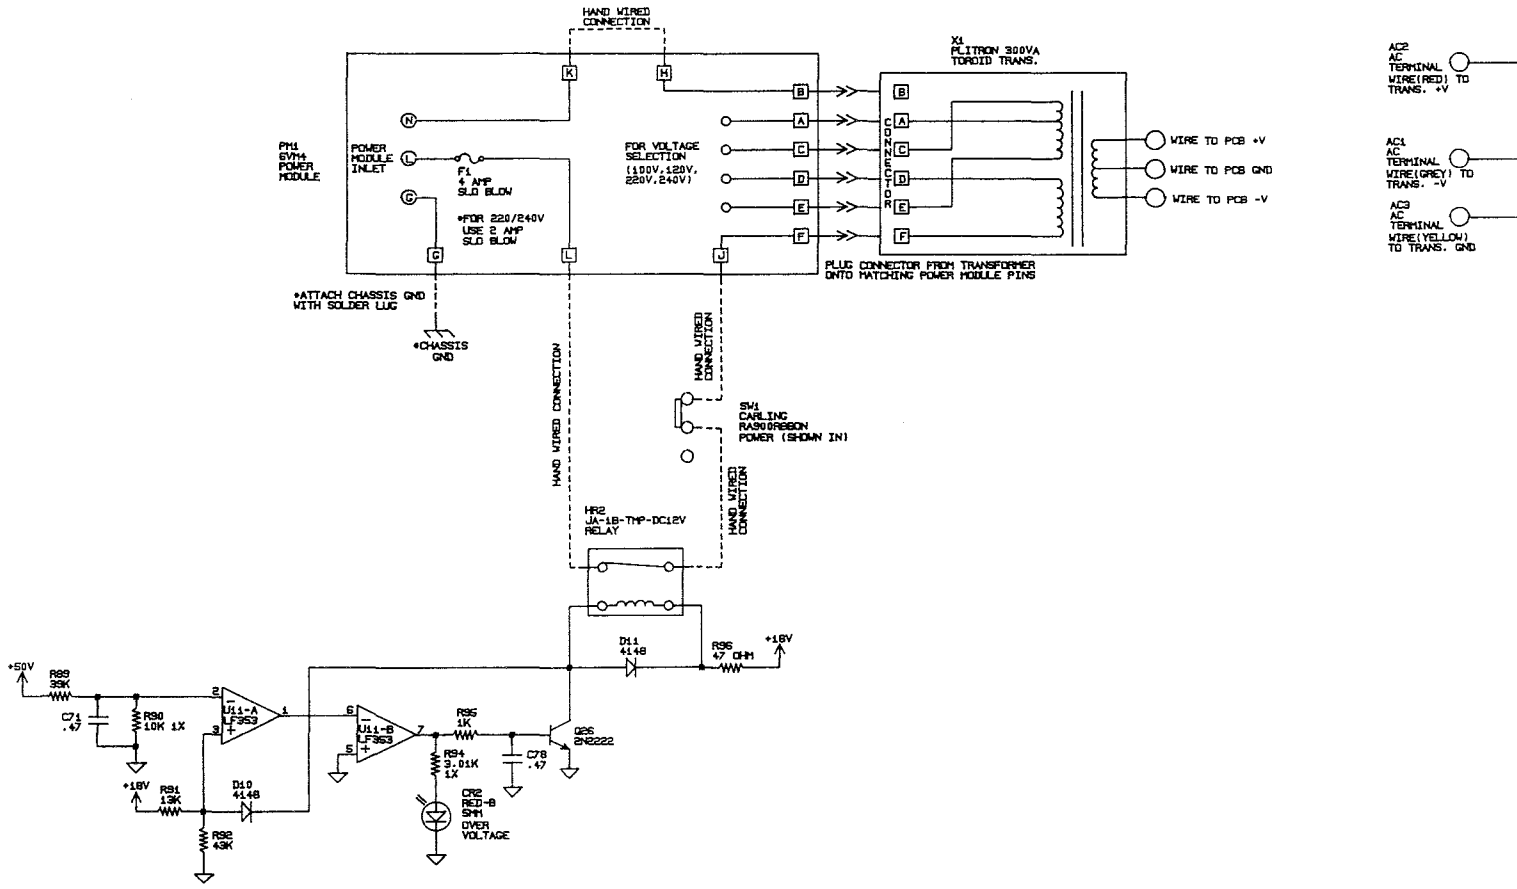 HAND WIRED
CONNECTION
K
H
PM1
6VM4
POWER
MODULE
POWER
MODULE
INLET
N
L
G
F1
4 AMP
SLO BLOW
*FOR 220/240V
USE 2 AMP
SLO BLOW
FOR VOLTAGE
SELECTION
(100V,120V,
220V,240V)
B
A
C
D
E
F
G
L
J
X1
PLITRON 300VA
TOROID TRANS.
CONNECTOR
B
A
C
D
E
F
WIRE TO PCB +V
WIRE TO PCB GND
WIRE TO PCB -V
PLUG CONNECTOR FROM TRANSFORMER
ONTO MATCHING POWER MODULE PINS
AC2
AC
TERMINAL
WIRE(RED) TO
TRANS. +V
AC1
AC
TERMINAL
WIRE(GREY) TO
TRANS. -V
AC3
AC
TERMINAL
WIRE(YELLOW)
TO TRANS. GND
*ATTACH CHASSIS GND
WITH SOLDER LUG
*CHASSIS
GND
HAND WIRED CONNECTION
HAND WIRED
CONNECTION
SW1
CARLING
POWER (SHOWN IN)
HAND WIRED
CONNECTION
HR2
JA-1B-TMP-DC12V
RELAY
D11
4148
R96
47 OHM
+18V
+50V
R89
39K
C71
.47
R90
10K 1X
2
3
1
U11-A
LF353
6
5
7
U11-B
LF353
R95
1K
R94
3.01K
1X
C78
.47
Q26
2N2222
+18V
R91
13K
D10
4148
R92
43K
CR2
RED-B
5MM
OVER
VOLTAGE